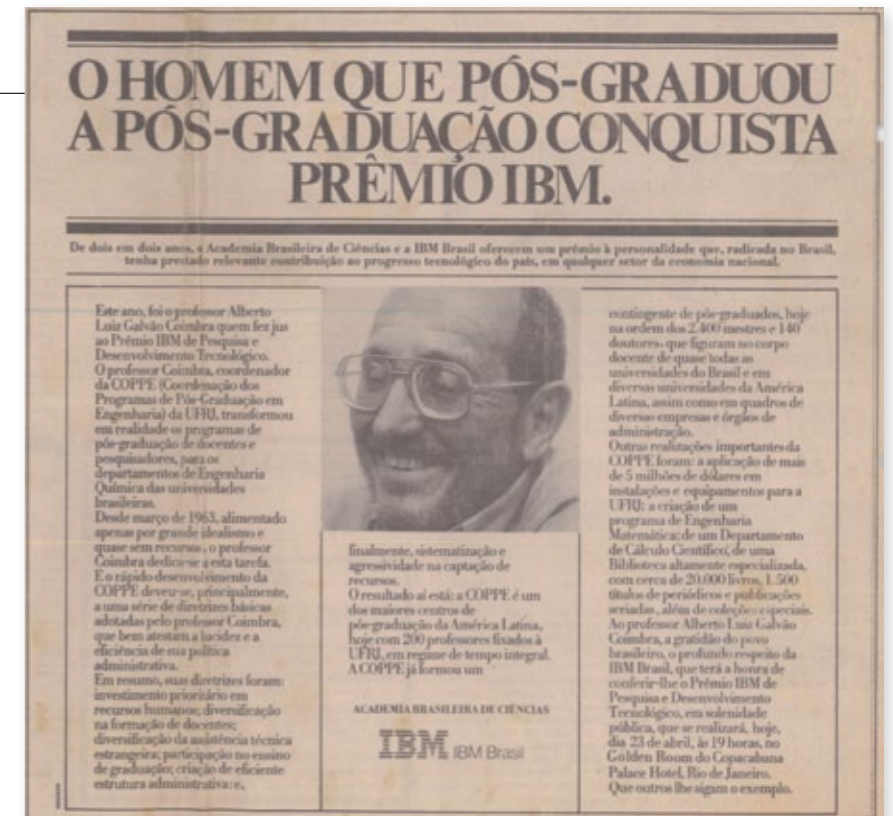 O HOMEM QUE PÓS-GRADUOU
A PÓS-GRADUAÇÃO CONQUISTA
PRÊMIO IBM.
De dois em dois anos, a Academia Brasileira de Ciências e a IBM Brasil oferecem um prêmio à personalidade que, radicada no Brasil,
tenha prestado relevante contribuição ao progresso tecnológico do país, em qualquer setor da economia nacional.
Este ano, foi o professor Alberto
Luiz Galvão Coimbra quem fez jus
ao Prêmio IBM de Pesquisa e
Desenvolvimento Tecnológico.
O professor Coimbra, coordenador
da COPPE (Coordenação dos
Programas de Pós-Graduação em
Engenharia) da UFRJ, transformou
em realidade os programas de
pós-graduação de docentes e
pesquisadores, para os
departamentos de Engenharia
Química das universidades
brasileiras.
Desde março de 1963, alimentado
apenas por grande idealismo e
quase sem recursos, o professor
Coimbra dedica-se a esta tarefa.
E o rápido desenvolvimento da
COPPE deveu-se, principalmente,
a uma série de diretrizes básicas
adotadas pelo professor Coimbra,
que bem atestam a lucidez e a
eficiência de sua política
administrativa.
Em resumo, suas diretrizes foram:
investimento prioritário em
recursos humanos; diversificação
na formação de docentes;
diversificação da assistência técnica
estrangeira; participação no ensino
de graduação; criação de eficiente
estrutura administrativa; e,
finalmente, sistematização e
agressividade na captação de
recursos.
O resultado aí está: a COPPE é um
dos maiores centros de
pós-graduação da América Latina,
hoje com 200 professores fixados à
UFRJ, em regime de tempo integral.
A COPPE já formou um
ACADEMIA BRASILEIRA DE CIÊNCIAS
IBM IBM Brasil
contingente de pós-graduados, hoje
na ordem dos 2.400 mestres e 140
doutores, que figuram no corpo
docente de quase todas as
universidades do Brasil e em
diversas universidades da América
Latina, assim como em quadros de
diversas empresas e órgãos de
administração.
Outras realizações importantes da
COPPE foram: a aplicação de mais
de 5 milhões de dólares em
instalações e equipamentos para a
UFRJ; a criação de um
programa de Engenharia
Matemática; de um Departamento
de Cálculo Científico; de uma
Biblioteca altamente especializada,
com cerca de 20.000 livros, 1.500
títulos de periódicos e publicações
seriadas, além de coleções especiais.
Ao professor Alberto Luiz Galvão
Coimbra, a gratidão do povo
brasileiro, o profundo respeito da
IBM Brasil, que terá a honra de
conferir-lhe o Prêmio IBM de
Pesquisa e Desenvolvimento
Tecnológico, em solenidade
pública, que se realizará, hoje,
dia 23 de abril, às 19 horas, no
Golden Room do Copacabana
Palace Hotel, Rio de Janeiro.
Que outros lhe sigam o exemplo.